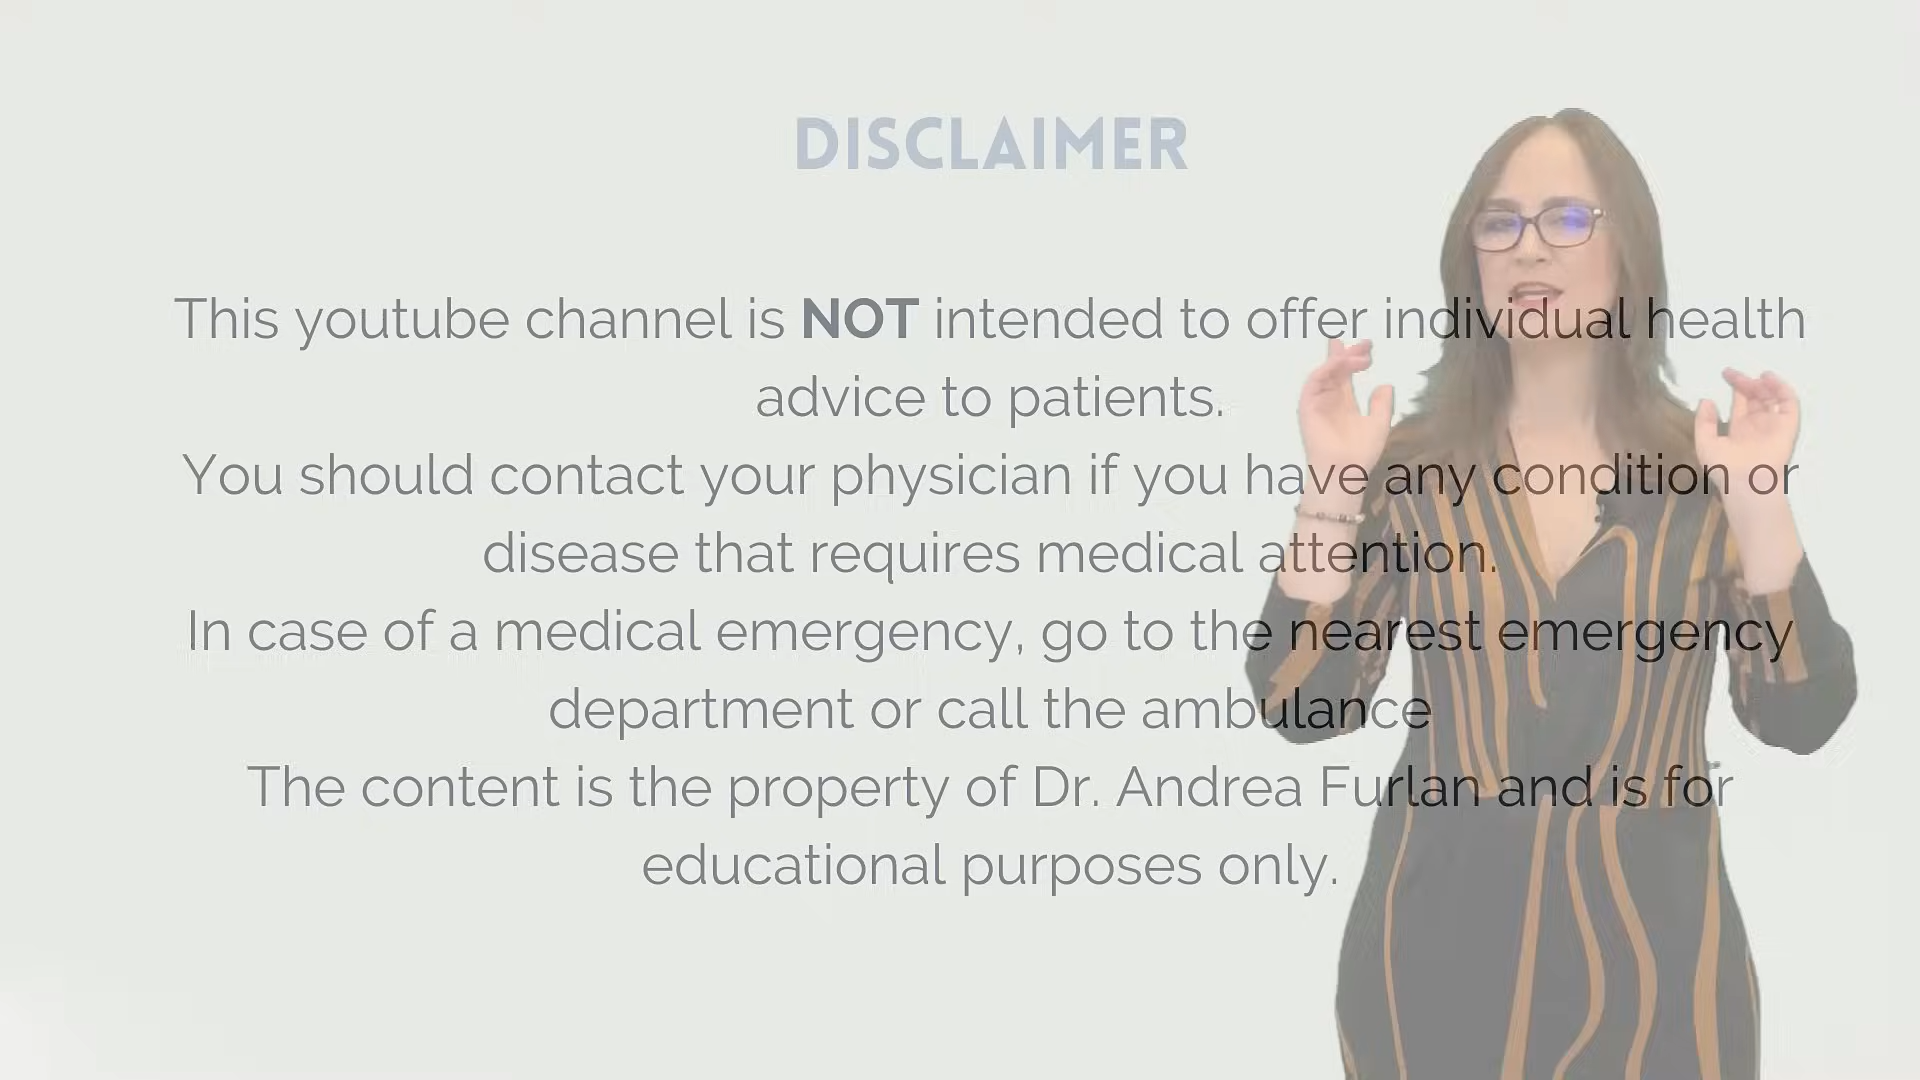 DISCLAIMER
This youtube channel is NOT intended to offer individual health
advice to patients.
You should contact your physician if you have any condition or
disease that requires medical attention.
In case of a medical emergency, go to the nearest emergency
department or call the ambulance
The content is the property of Dr. Andrea Furlan and is for
educational purposes only.